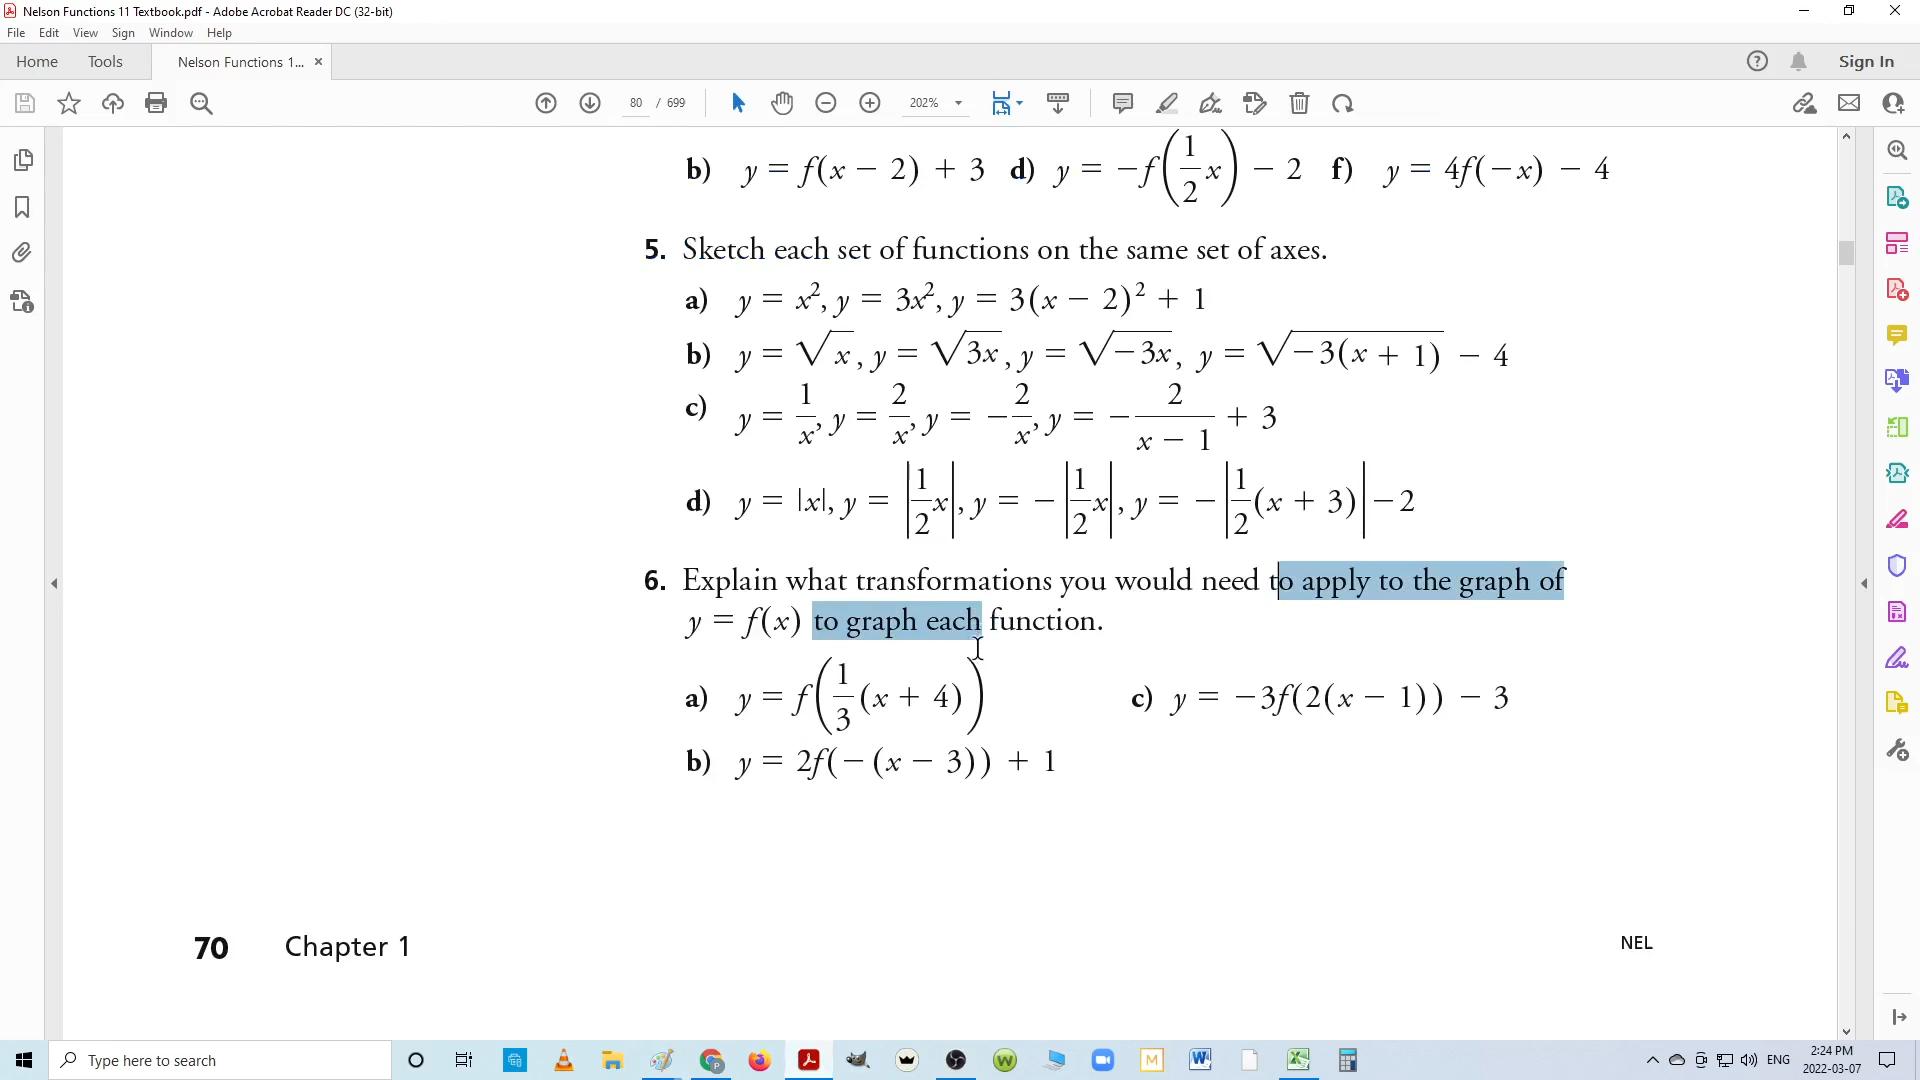 Nelson Functions 11 Textbook.pdf - Adobe Acrobat Reader DC (32-bit)
File Edit View Sign Window Help
Home Tools Nelson Functions 1... × Sign In
80 / 699 202%
b) y = f(x − 2) + 3 d) y = −f(1/2 x) − 2 f) y = 4f(−x) − 4
5. Sketch each set of functions on the same set of axes.
a) y = x², y = 3x², y = 3(x − 2)² + 1
b) y = √x, y = √3x, y = √−3x, y = √−3(x + 1) − 4
c) y = 1/x, y = 2/x, y = −2/x, y = −2/(x − 1) + 3
d) y = |x|, y = |1/2 x|, y = −|1/2 x|, y = −|1/2 (x + 3)| − 2
6. Explain what transformations you would need to apply to the graph of
y = f(x) to graph each function.
a) y = f(1/3 (x + 4)) c) y = −3f(2(x − 1)) − 3
b) y = 2f(−(x − 3)) + 1
70 Chapter 1 NEL
Type here to search ENG 2:24 PM
2022-03-07